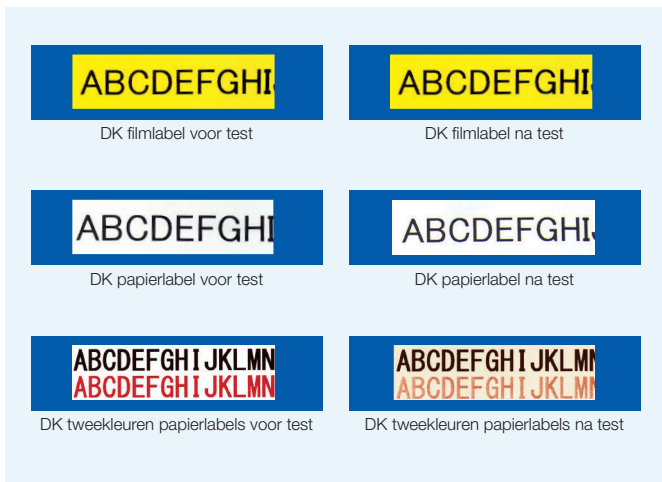 ABCDEFGHI
ABCDEFGHI
DK filmlabel voor test
DK filmlabel na test
ABCDEFGHI
ABCDEFGHI
DK papierlabel voor test
DK papierlabel na test
ABCDEFGHIJKLMN
ABCDEFGHIJKLMN
ABCDEFGHIJKLMN
ABCDEFGHIJKLMN
DK tweekleuren papierlabels voor test
DK tweekleuren papierlabels na test